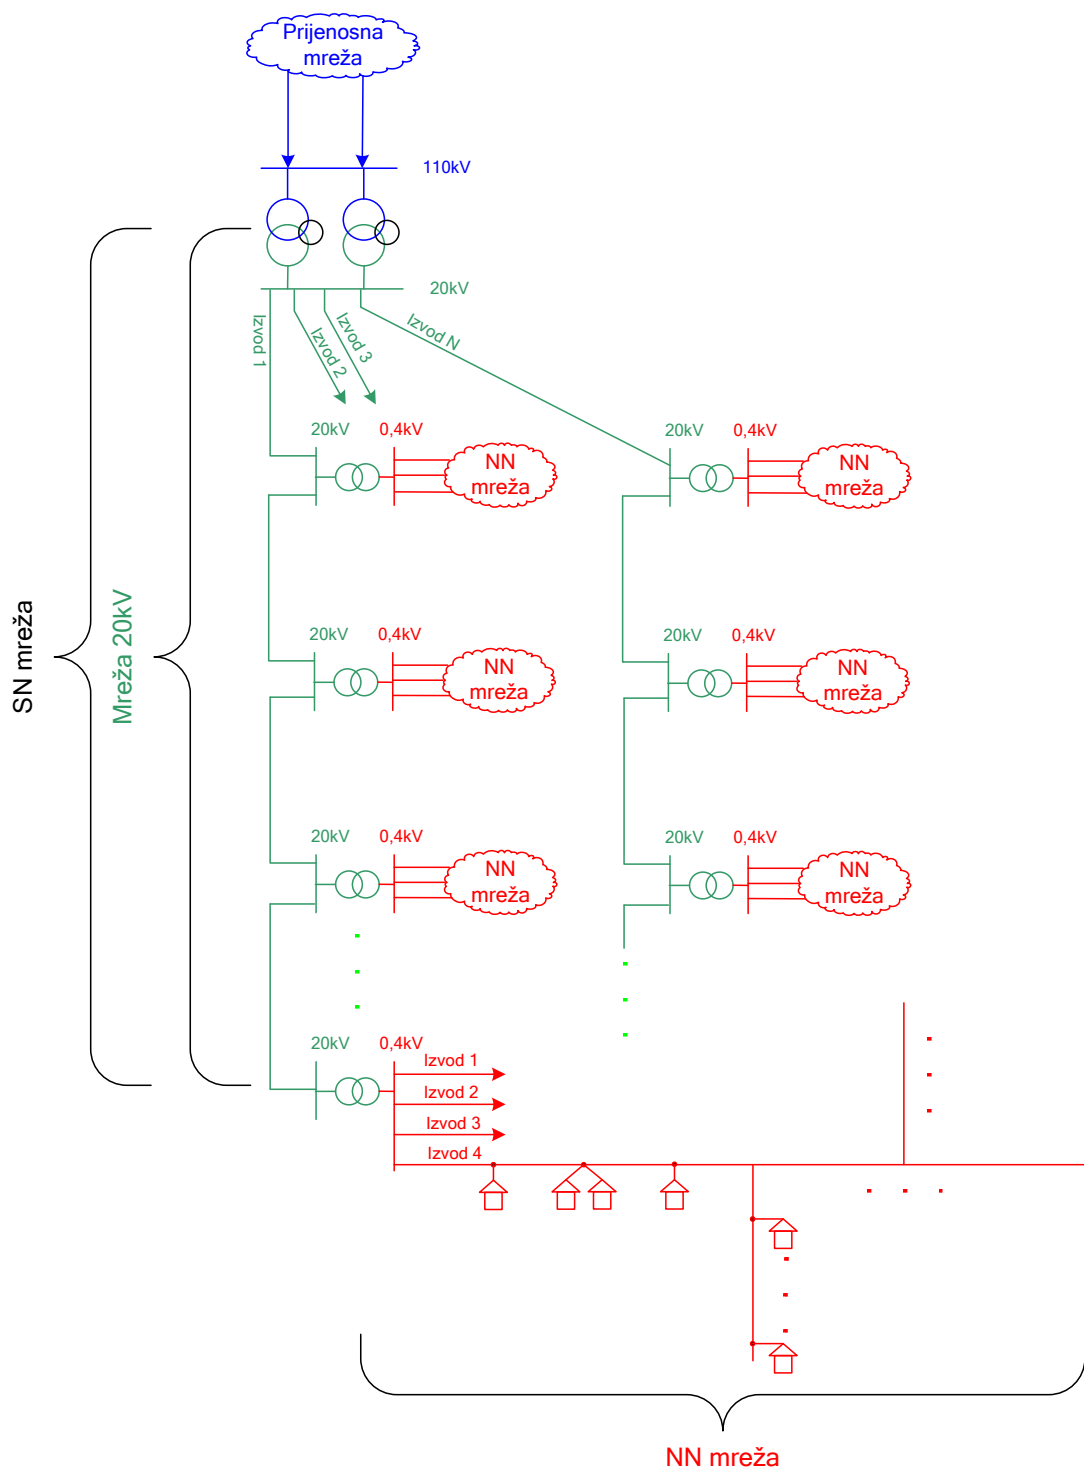 Prijenosna
mreža
110kV
20kV
Izvod 1
Izvod 2
Izvod 3
Izvod N
20kV
0,4kV
NN
mreža
20kV
0,4kV
NN
mreža
SN mreža
Mreža 20kV
20kV
0,4kV
NN
mreža
20kV
0,4kV
NN
mreža
20kV
0,4kV
NN
mreža
20kV
0,4kV
NN
mreža
20kV
0,4kV
Izvod 1
Izvod 2
Izvod 3
Izvod 4
NN mreža